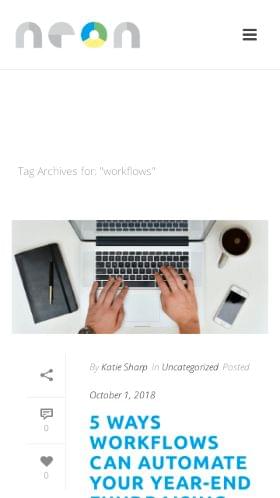 neon
Tag Archives for: "workflows"
By Katie Sharp In Uncategorized Posted
October 1, 2018
0
0
5 WAYS
WORKFLOWS
CAN AUTOMATE
YOUR YEAR-END
FUNDRAISING